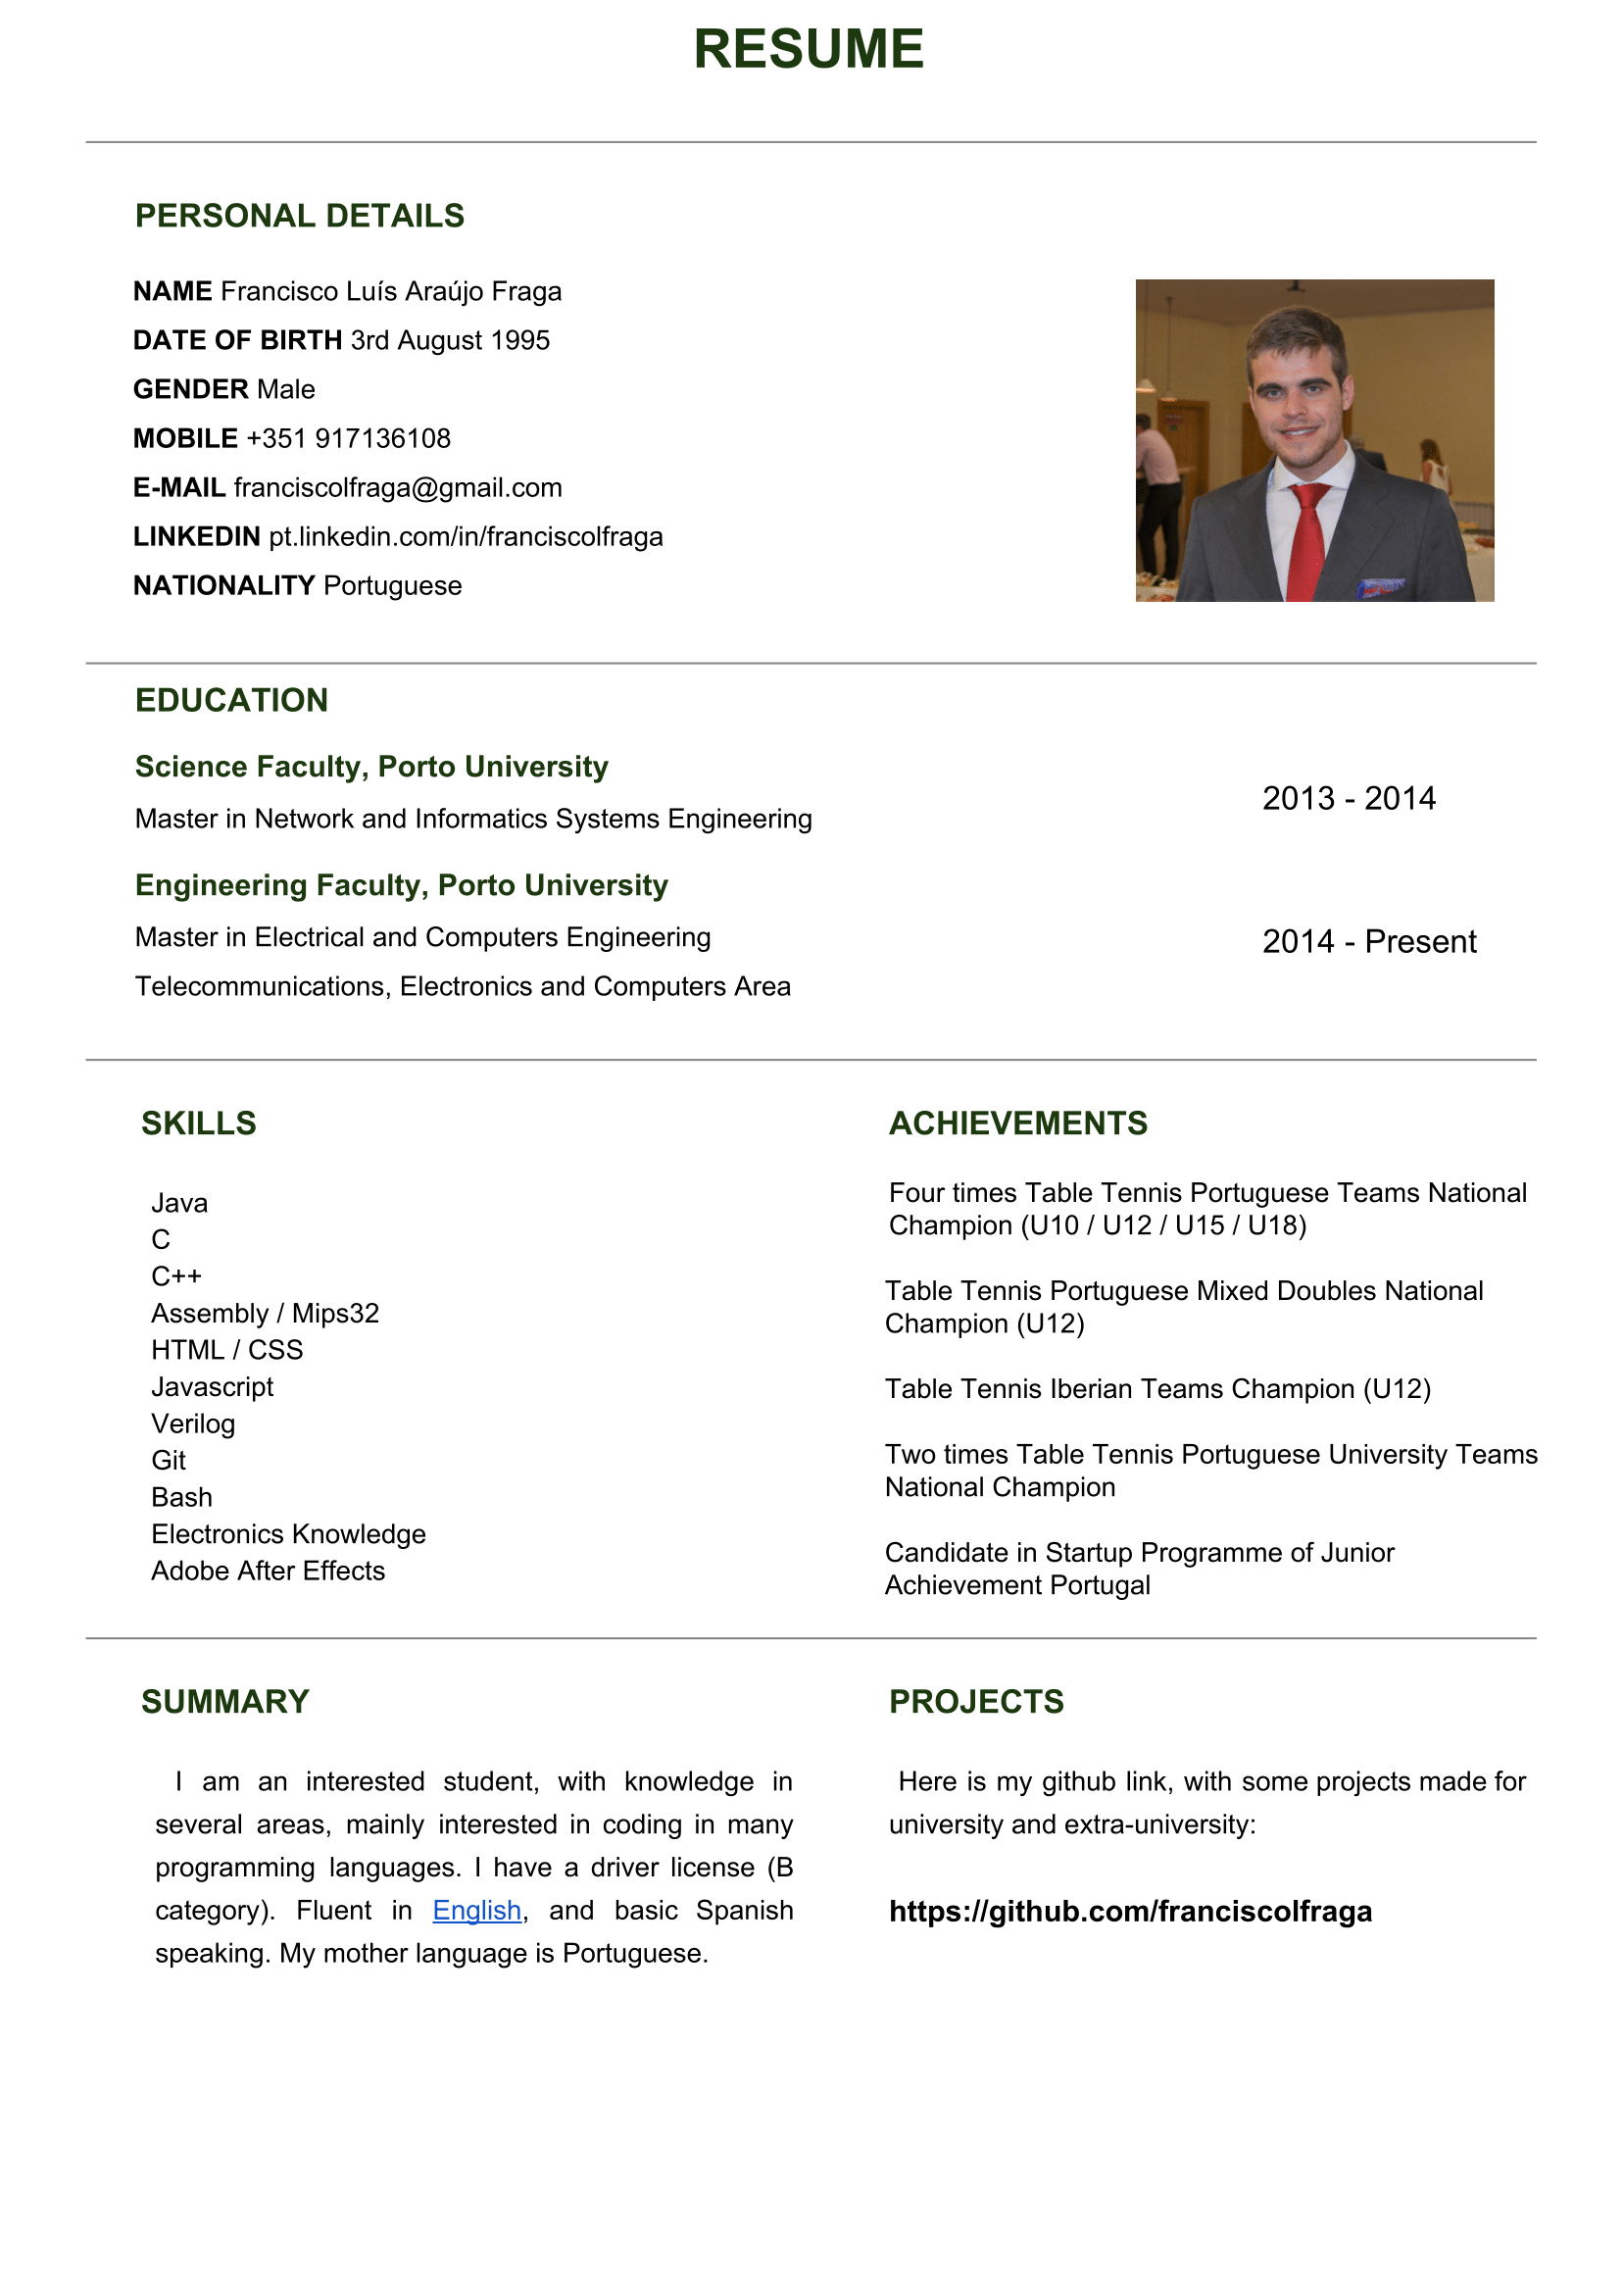 RESUME
PERSONAL DETAILS
NAME Francisco Luís Araújo Fraga
DATE OF BIRTH 3rd August 1995
GENDER Male
MOBILE +351 917136108
E-MAIL franciscolfraga@gmail.com
LINKEDIN pt.linkedin.com/in/franciscolfraga
NATIONALITY Portuguese
EDUCATION
Science Faculty, Porto University
Master in Network and Informatics Systems Engineering
2013 - 2014
Engineering Faculty, Porto University
Master in Electrical and Computers Engineering
Telecommunications, Electronics and Computers Area
2014 - Present
SKILLS
Java
C
C++
Assembly / Mips32
HTML / CSS
Javascript
Verilog
Git
Bash
Electronics Knowledge
Adobe After Effects
ACHIEVEMENTS
Four times Table Tennis Portuguese Teams National
Champion (U10 / U12 / U15 / U18)
Table Tennis Portuguese Mixed Doubles National
Champion (U12)
Table Tennis Iberian Teams Champion (U12)
Two times Table Tennis Portuguese University Teams
National Champion
Candidate in Startup Programme of Junior
Achievement Portugal
SUMMARY
I am an interested student, with knowledge in
several areas, mainly interested in coding in many
programming languages. I have a driver license (B
category). Fluent in English, and basic Spanish
speaking. My mother language is Portuguese.
PROJECTS
Here is my github link, with some projects made for
university and extra-university:
https://github.com/franciscolfraga